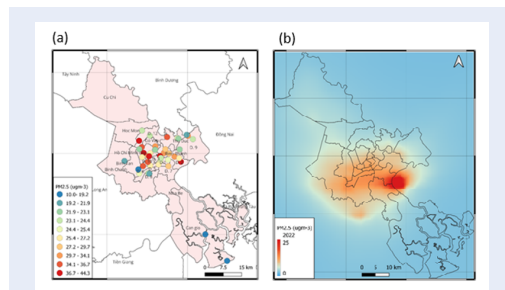 (a)
(b)
Tây Ninh
Bình Dương
Củ Chi
Hóc Môn
Đồng Nai
Bình Chánh
Long An
Cần giờ
Tiền Giang
PM2.5 (ugm-3)
10.0- 19.2
19.2 - 21.9
21.9 - 23.1
23.1 - 24.4
24.4 - 25.4
25.4 - 27.2
27.2 - 29.7
29.7 - 34.1
34.1 - 36.7
36.7 - 44.3
0 7.5 15 km
PM2.5 (ugm-3)
2022
25
0
0 5 10 km